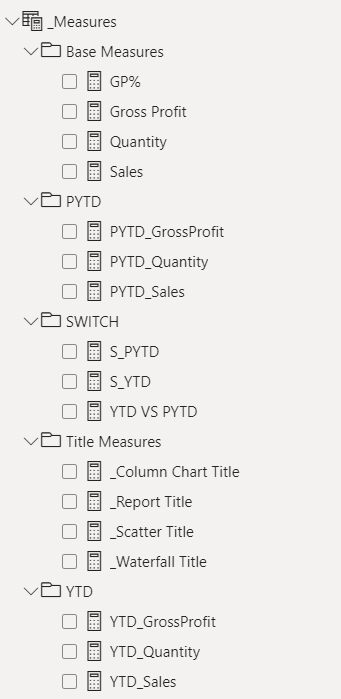 _Measures
Base Measures
GP%
Gross Profit
Quantity
Sales
PYTD
PYTD_GrossProfit
PYTD_Quantity
PYTD_Sales
SWITCH
S_PYTD
S_YTD
YTD VS PYTD
Title Measures
_Column Chart Title
_Report Title
_Scatter Title
_Waterfall Title
YTD
YTD_GrossProfit
YTD_Quantity
YTD_Sales